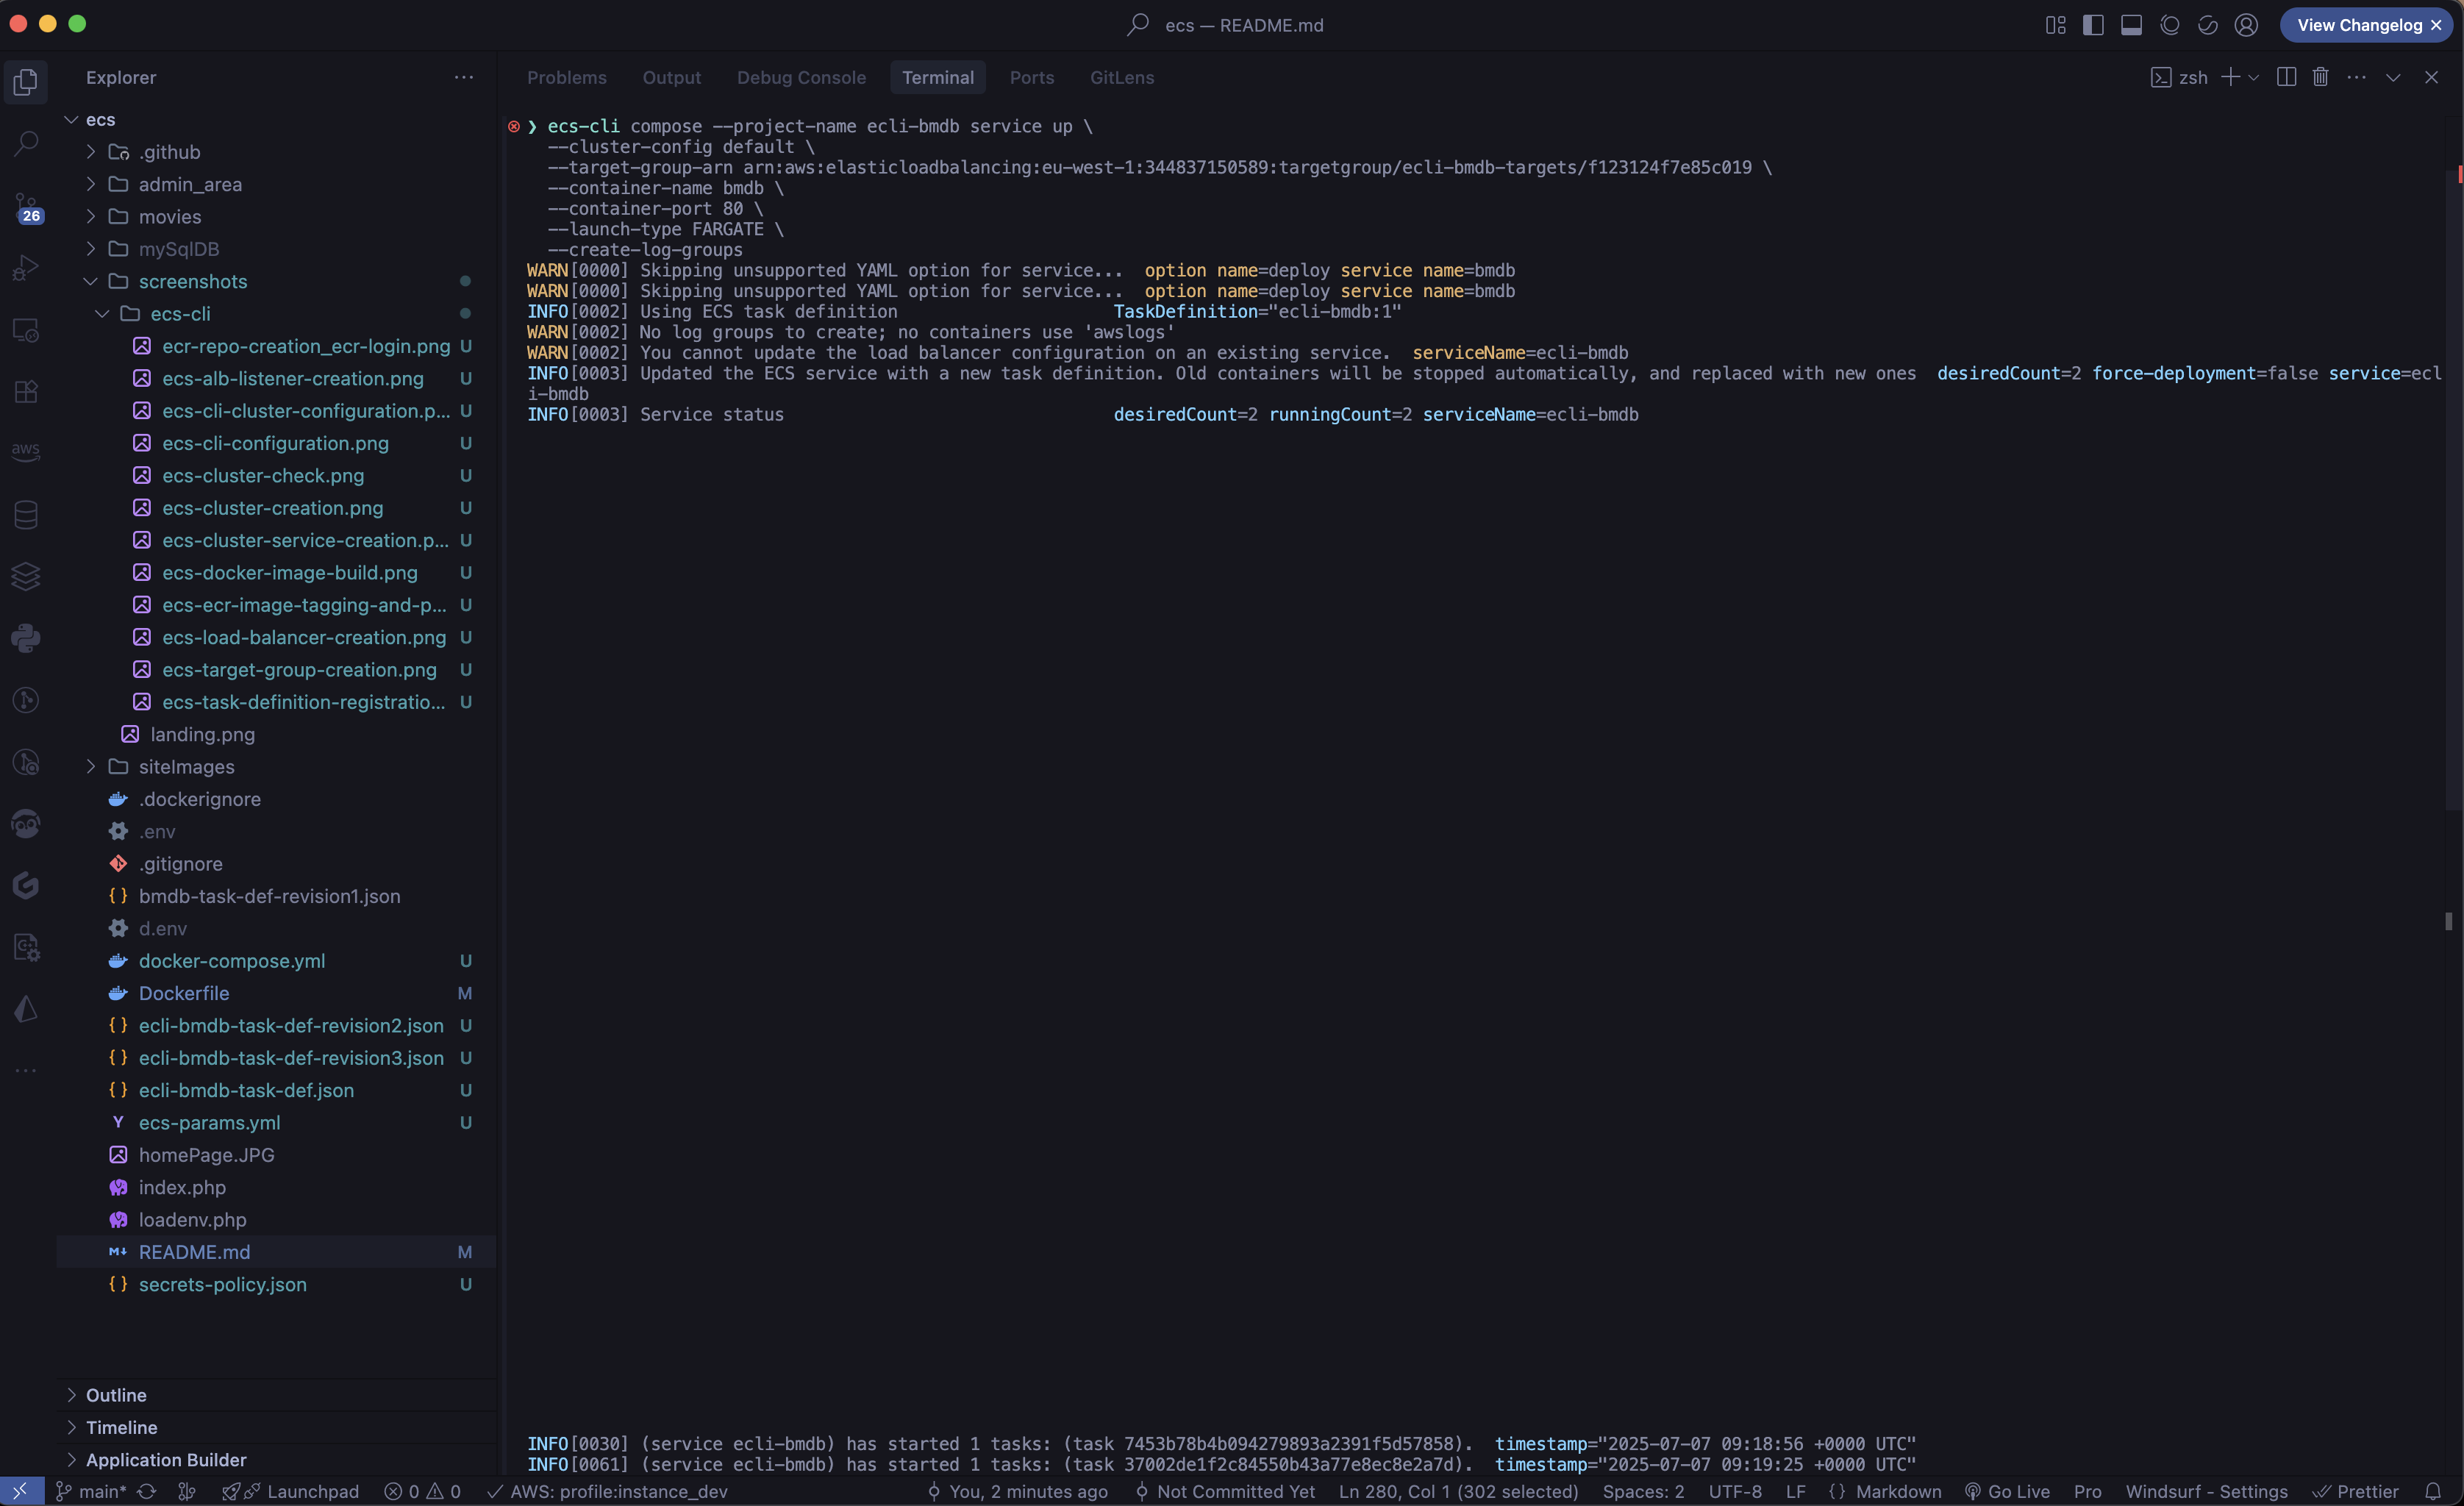 ecs — README.md
View Changelog
Explorer
ecs
.github
admin_area
movies
mySqlDB
screenshots
ecs-cli
ecr-repo-creation_ecr-login.png U
ecs-alb-listener-creation.png U
ecs-cli-cluster-configuration.p... U
ecs-cli-configuration.png U
ecs-cluster-check.png U
ecs-cluster-creation.png U
ecs-cluster-service-creation.p... U
ecs-docker-image-build.png U
ecs-ecr-image-tagging-and-p... U
ecs-load-balancer-creation.png U
ecs-target-group-creation.png U
ecs-task-definition-registratio... U
landing.png
siteImages
.dockerignore
.env
.gitignore
bmdb-task-def-revision1.json
d.env
docker-compose.yml U
Dockerfile M
ecli-bmdb-task-def-revision2.json U
ecli-bmdb-task-def-revision3.json U
ecli-bmdb-task-def.json U
ecs-params.yml U
homePage.JPG
index.php
loadenv.php
README.md M
secrets-policy.json U
Outline
Timeline
Application Builder
26
aws
Problems Output Debug Console Terminal Ports GitLens
zsh
❯ ecs-cli compose --project-name ecli-bmdb service up \
--cluster-config default \
--target-group-arn arn:aws:elasticloadbalancing:eu-west-1:344837150589:targetgroup/ecli-bmdb-targets/f123124f7e85c019 \
--container-name bmdb \
--container-port 80 \
--launch-type FARGATE \
--create-log-groups
WARN[0000] Skipping unsupported YAML option for service... option name=deploy service name=bmdb
WARN[0000] Skipping unsupported YAML option for service... option name=deploy service name=bmdb
INFO[0002] Using ECS task definition TaskDefinition="ecli-bmdb:1"
WARN[0002] No log groups to create; no containers use 'awslogs'
WARN[0002] You cannot update the load balancer configuration on an existing service. serviceName=ecli-bmdb
INFO[0003] Updated the ECS service with a new task definition. Old containers will be stopped automatically, and replaced with new ones desiredCount=2 force-deployment=false service=ecl
i-bmdb
INFO[0003] Service status desiredCount=2 runningCount=2 serviceName=ecli-bmdb
INFO[0030] (service ecli-bmdb) has started 1 tasks: (task 7453b78b4b094279893a2391f5d57858). timestamp="2025-07-07 09:18:56 +0000 UTC"
INFO[0061] (service ecli-bmdb) has started 1 tasks: (task 37002de1f2c84550b43a77e8ec8e2a7d). timestamp="2025-07-07 09:19:25 +0000 UTC"
main* Launchpad 0 0 AWS: profile:instance_dev You, 2 minutes ago Not Committed Yet Ln 280, Col 1 (302 selected) Spaces: 2 UTF-8 LF {} Markdown Go Live Pro Windsurf - Settings Prettier